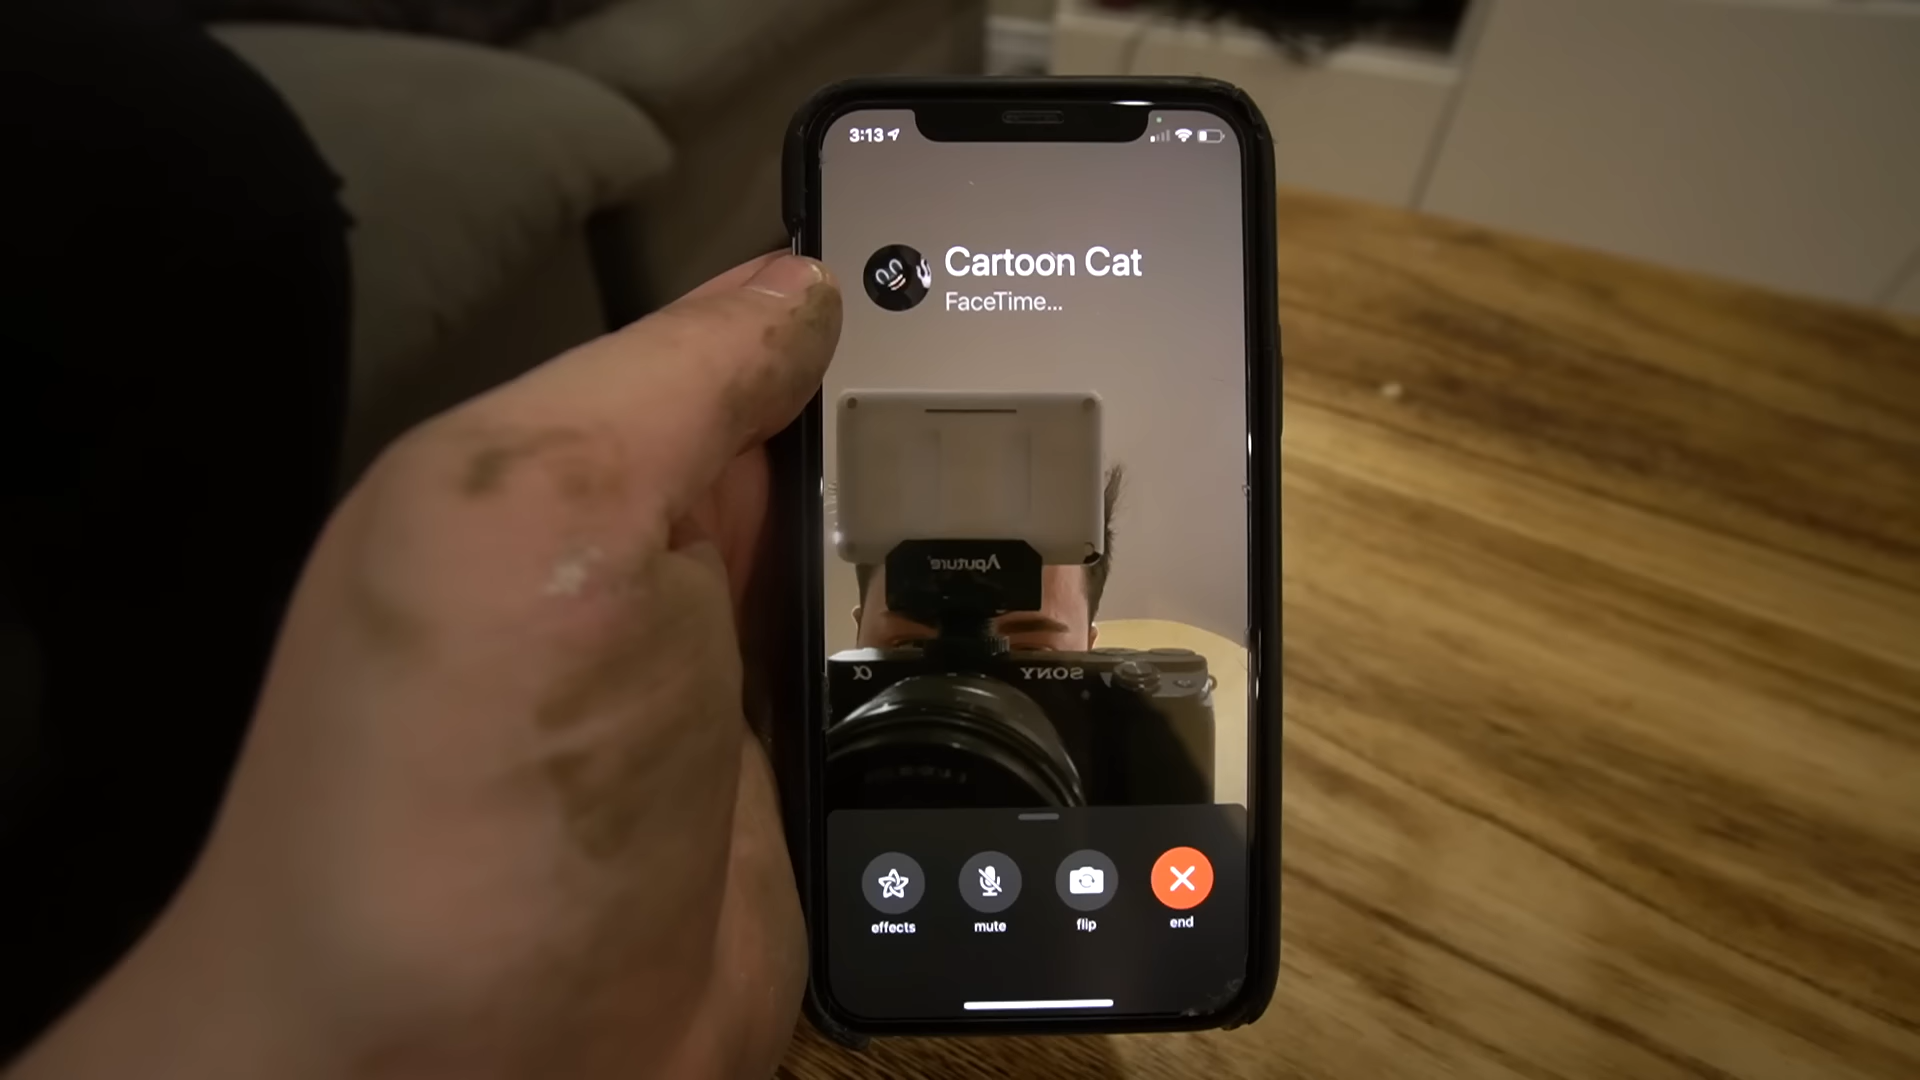 3:13
Cartoon Cat
FaceTime...
Aputure
SONY
α
effects
mute
flip
end